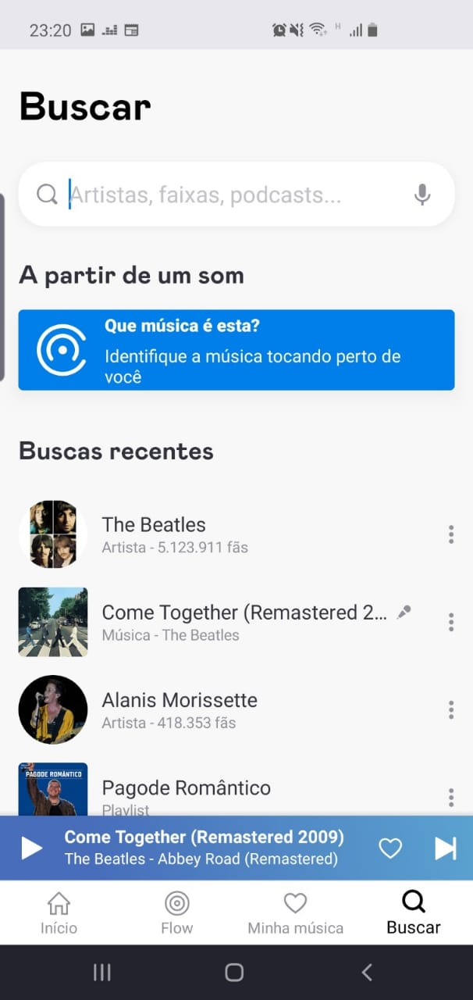 23:20
H
Buscar
Artistas, faixas, podcasts...
A partir de um som
Que música é esta?
Identifique a música tocando perto de
você
Buscas recentes
The Beatles
Artista - 5.123.911 fãs
Come Together (Remastered 2...
Música - The Beatles
Alanis Morissette
Artista - 418.353 fãs
PAGODE ROMÂNTICO
Pagode Romântico
Playlist
Come Together (Remastered 2009)
The Beatles - Abbey Road (Remastered)
Início
Flow
Minha música
Buscar